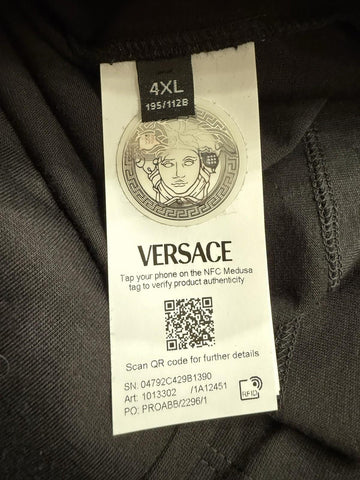 4XL
195/112B
VERSACE
Tap your phone on the NFC Medusa
tag to verify product authenticity
Scan QR code for further details
SN: 04792C429B1390
Art: 1013302 /1A12451
PO: PROABB/2296/1
RFID